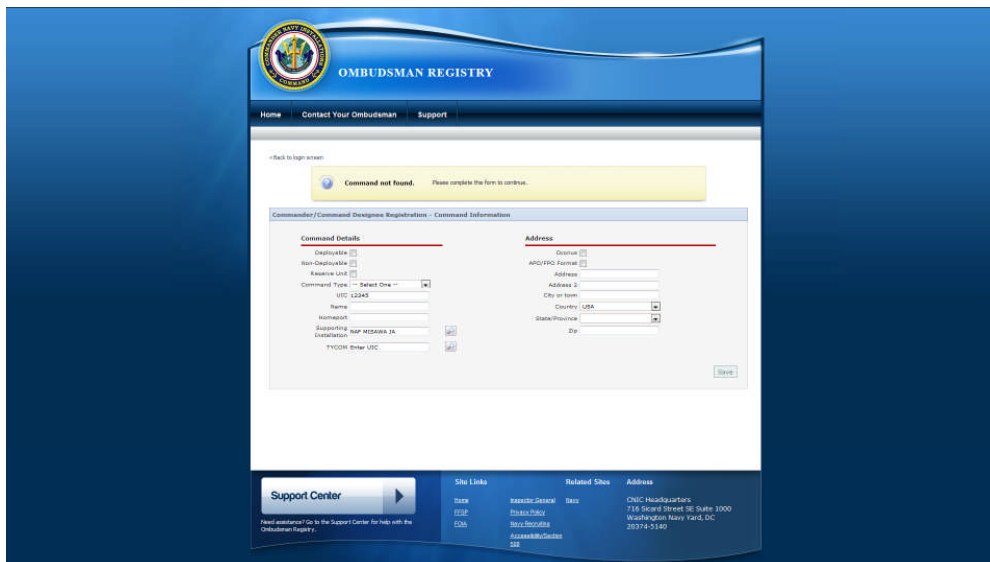 COMMANDER NAVY INSTALLATIONS COMMAND
OMBUDSMAN REGISTRY
Home Contact Your Ombudsman Support
<Back to login screen
Command not found. Please complete this form to continue.
Commander/Command Designee Registration - Command Information
Command Details
Deployable
Non-Deployable
Reserve Unit
Command Type -- Select One --
UIC 12345
Name
Homeport
Supporting Installation NAF MISAWA JA
TYCOM Enter UIC
Address
Oconus
APO/FPO Format
Address
Address 2
City or town
Country USA
State/Province
Zip
Save
Support Center
Need assistance? Go to the Support Center for help with the
Ombudsman Registry.
Site Links
Home
FFSP
FOIA
Inspector General
Privacy Policy
Navy Recruiting
Accessibility/Section
508
Related Sites
Navy
Address
CNIC Headquarters
716 Sicard Street SE Suite 1000
Washington Navy Yard, DC
20374-5140